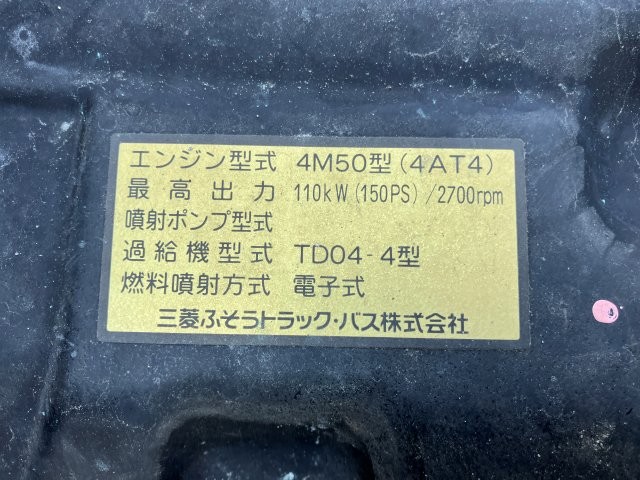 エンジン型式 4M50型(4AT4)
最高出力 110kW(150PS)/2700rpm
噴射ポンプ型式
過給機型式 TD04-4型
燃料噴射方式 電子式
三菱ふそうトラック・バス株式会社